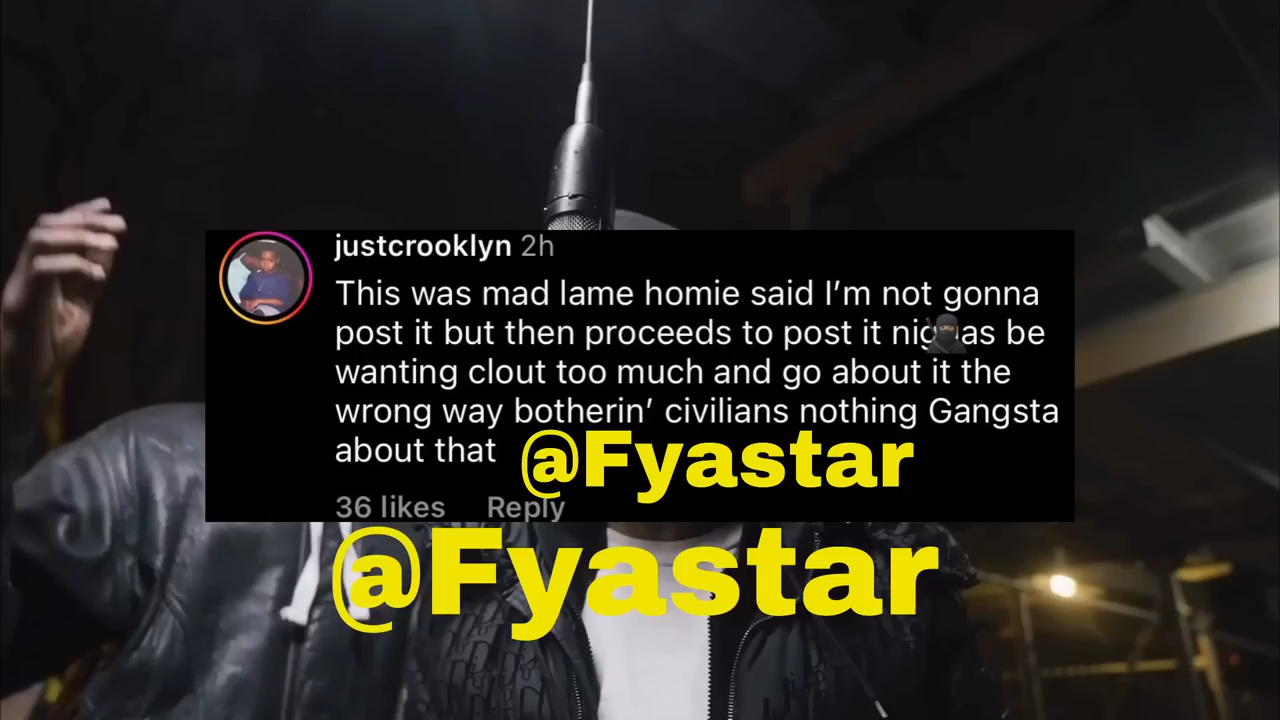 justcrooklyn 2h
This was mad lame homie said I’m not gonna
post it but then proceeds to post it be
wanting clout too much and go about it the
wrong way botherin’ civilians nothing Gangsta
about that @Fyastar
36 likes Reply
@Fyastar